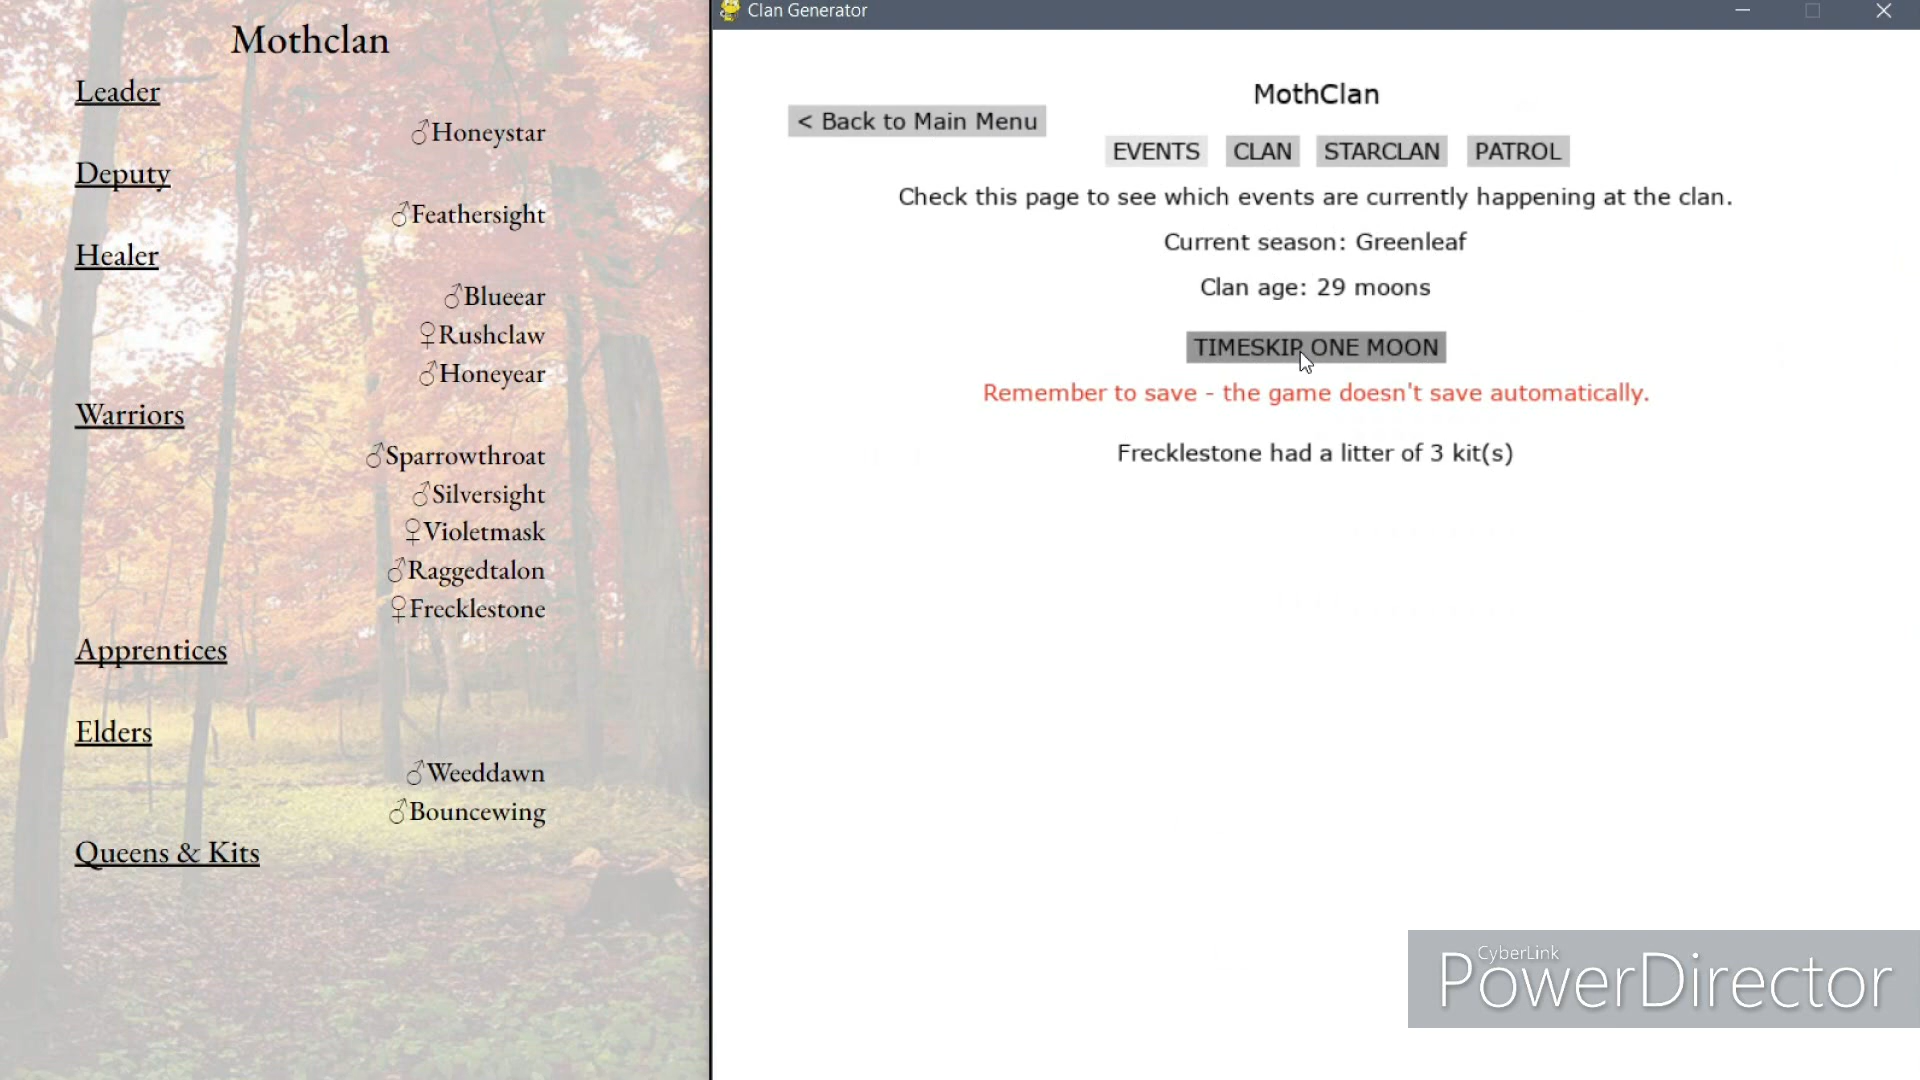 Mothclan
Leader
♂Honeystar
Deputy
♂Feathersight
Healer
♂Blueear
♀Rushclaw
♂Honeyear
Warriors
♂Sparrowthroat
♂Silversight
♀Violetmask
♂Raggedtalon
♀Frecklestone
Apprentices
Elders
♂Weeddawn
♂Bouncewing
Queens & Kits
Clan Generator
MothClan
< Back to Main Menu
EVENTS CLAN STARCLAN PATROL
Check this page to see which events are currently happening at the clan.
Current season: Greenleaf
Clan age: 29 moons
TIMESKIP ONE MOON
Remember to save - the game doesn't save automatically.
Frecklestone had a litter of 3 kit(s)
CyberLink
PowerDirector